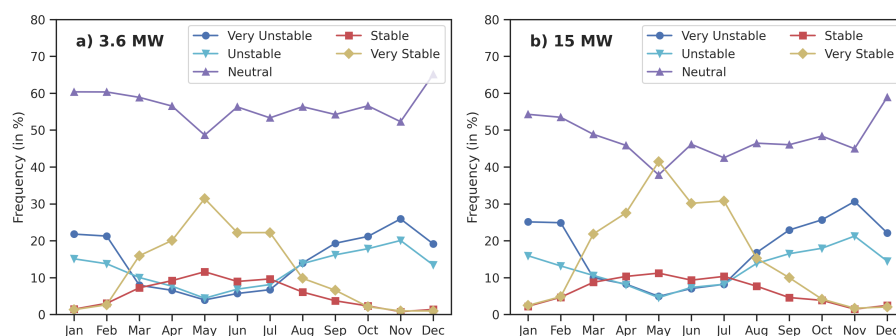 a) 3.6 MW
Very Unstable
Unstable
Neutral
Stable
Very Stable
Frequency (in %)
80
70
60
50
40
30
20
10
0
Jan Feb Mar Apr May Jun Jul Aug Sep Oct Nov Dec
b) 15 MW
Very Unstable
Unstable
Neutral
Stable
Very Stable
Frequency (in %)
80
70
60
50
40
30
20
10
0
Jan Feb Mar Apr May Jun Jul Aug Sep Oct Nov Dec